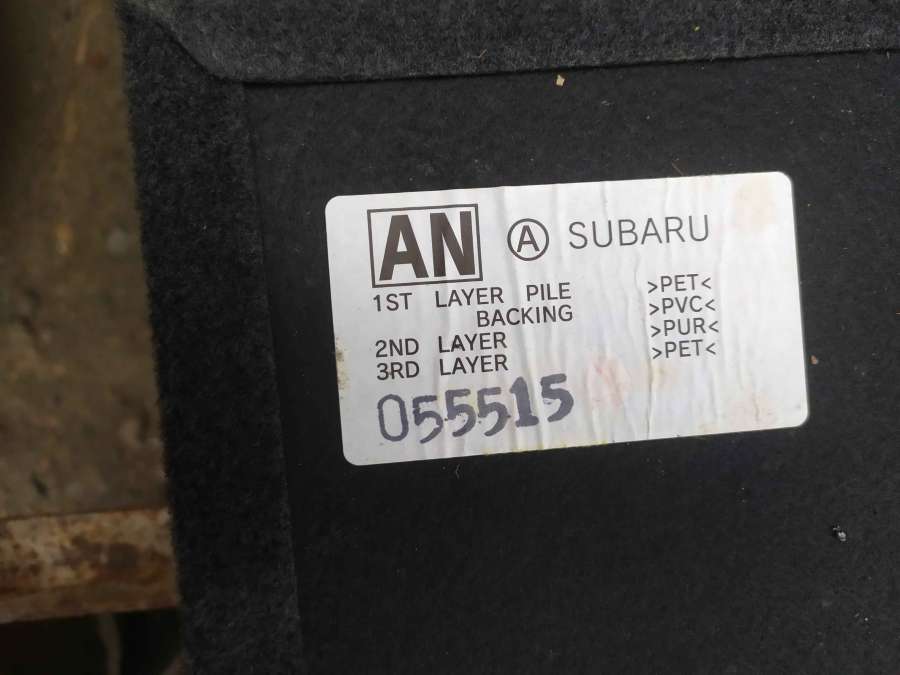 AN Ⓐ SUBARU
1ST LAYER PILE >PET<
BACKING >PVC<
2ND LAYER >PUR<
3RD LAYER >PET<
055515